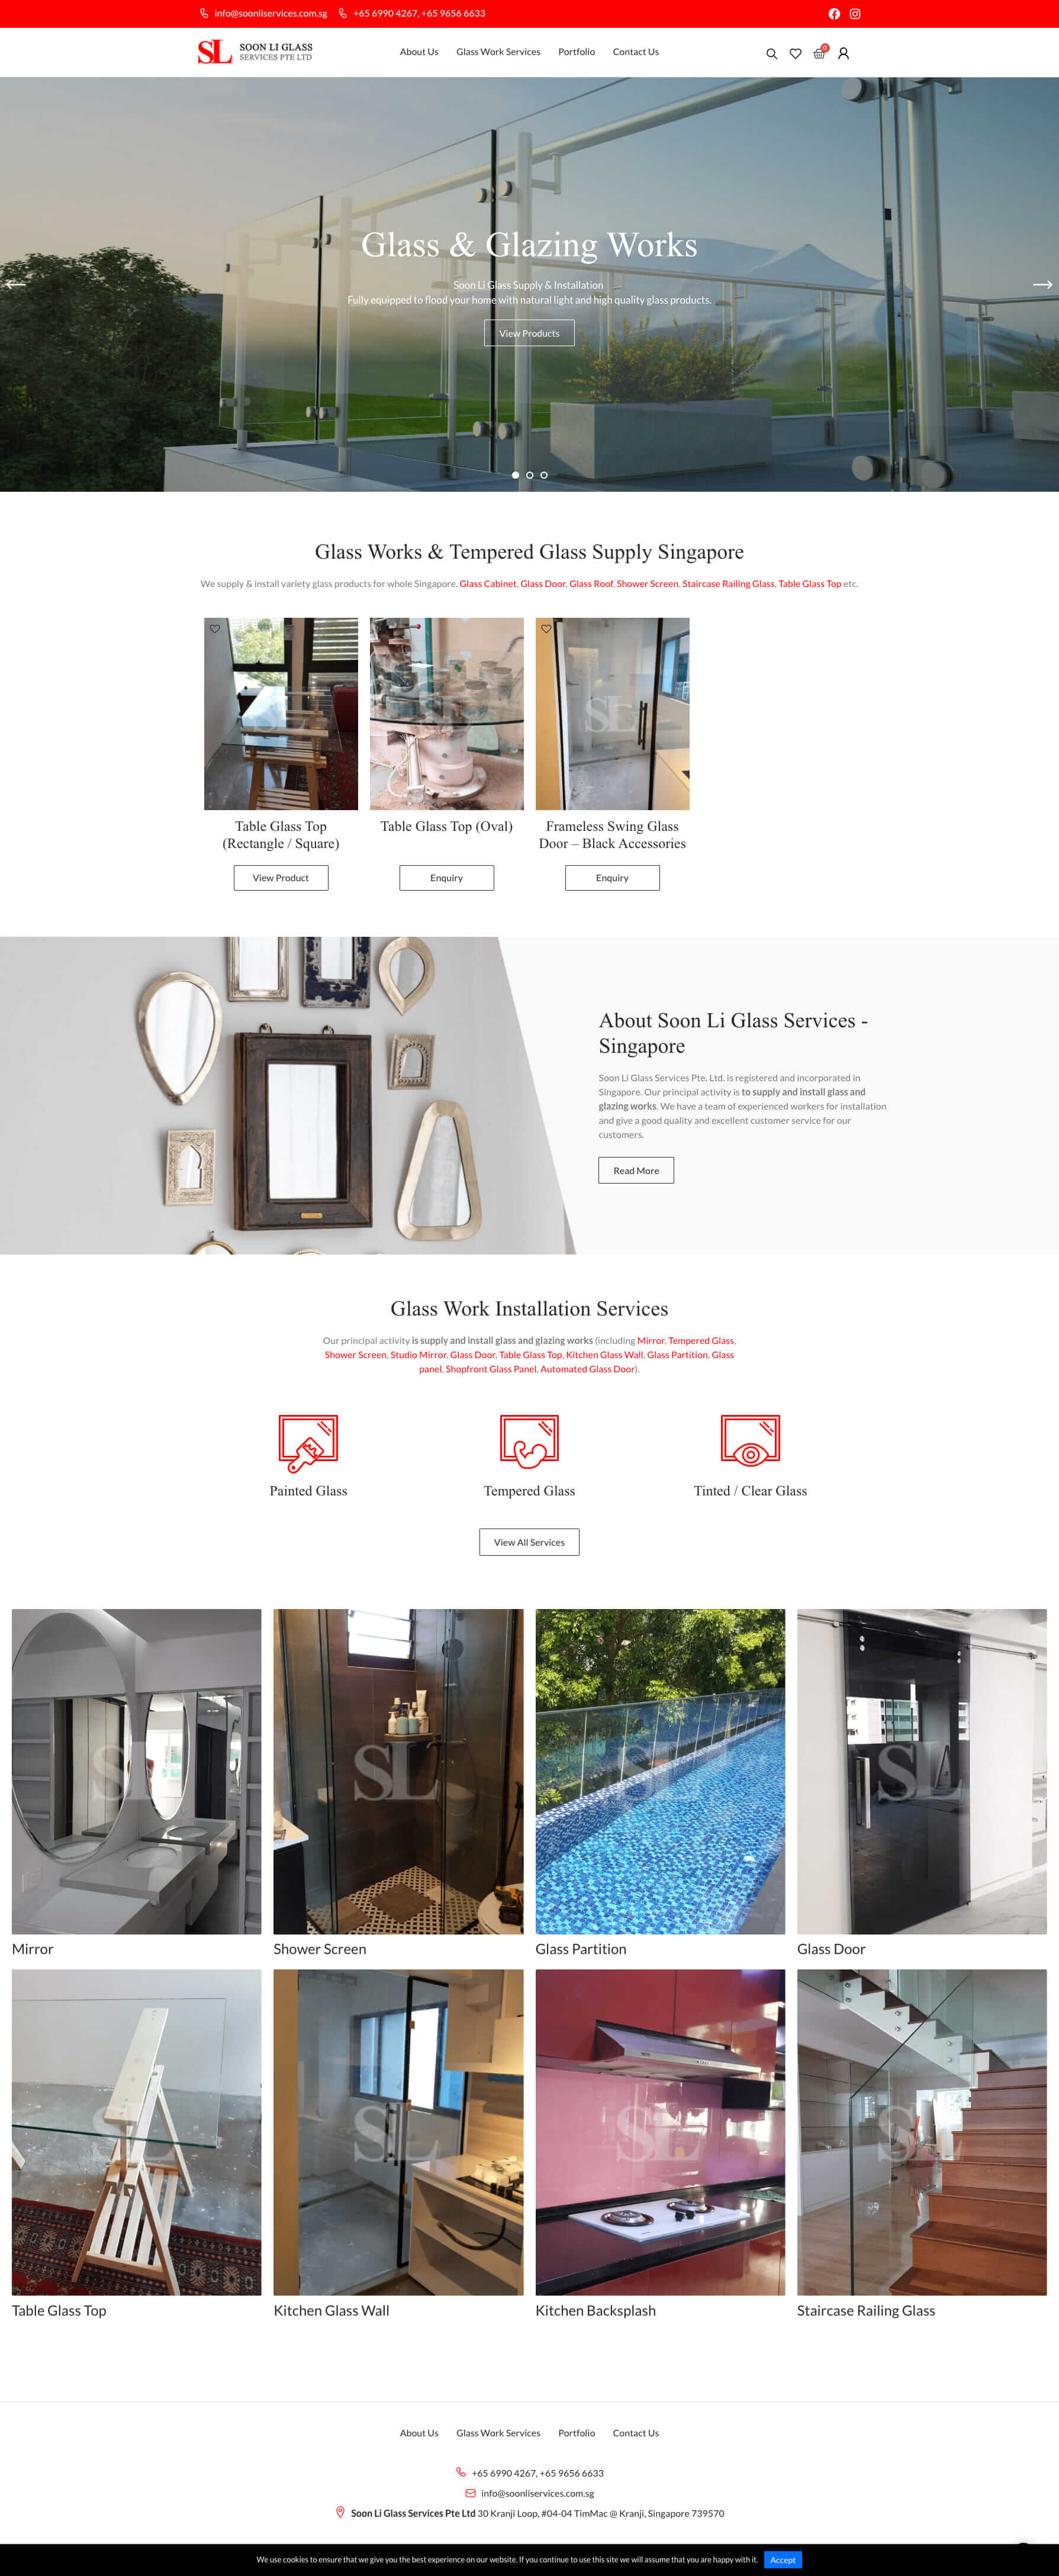 info@soonliservices.com.sg +65 6990 4267, +65 9656 6633
SL SOON LI GLASS
SERVICES PTE LTD
About Us Glass Work Services Portfolio Contact Us
0
Glass & Glazing Works
Soon Li Glass Supply & Installation
Fully equipped to flood your home with natural light and high quality glass products.
View Products
Glass Works & Tempered Glass Supply Singapore
We supply & install variety glass products for whole Singapore. Glass Cabinet, Glass Door, Glass Roof, Shower Screen, Staircase Railing Glass, Table Glass Top etc.
SL
SL
SL
Table Glass Top
(Rectangle / Square)
View Product
Table Glass Top (Oval)
Enquiry
Frameless Swing Glass
Door – Black Accessories
Enquiry
About Soon Li Glass Services -
Singapore
Soon Li Glass Services Pte. Ltd. is registered and incorporated in
Singapore. Our principal activity is to supply and install glass and
glazing works. We have a team of experienced workers for installation
and give a good quality and excellent customer service for our
customers.
Read More
Glass Work Installation Services
Our principal activity is supply and install glass and glazing works (including Mirror, Tempered Glass,
Shower Screen, Studio Mirror, Glass Door, Table Glass Top, Kitchen Glass Wall, Glass Partition, Glass
panel, Shopfront Glass Panel, Automated Glass Door).
Painted Glass
Tempered Glass
Tinted / Clear Glass
View All Services
SL
SL
SL
SL
Mirror
Shower Screen
Glass Partition
Glass Door
SL
SL
SL
SL
Table Glass Top
Kitchen Glass Wall
Kitchen Backsplash
Staircase Railing Glass
About Us Glass Work Services Portfolio Contact Us
+65 6990 4267, +65 9656 6633
info@soonliservices.com.sg
Soon Li Glass Services Pte Ltd 30 Kranji Loop, #04-04 TimMac @ Kranji, Singapore 739570
We use cookies to ensure that we give you the best experience on our website. If you continue to use this site we will assume that you are happy with it. Accept